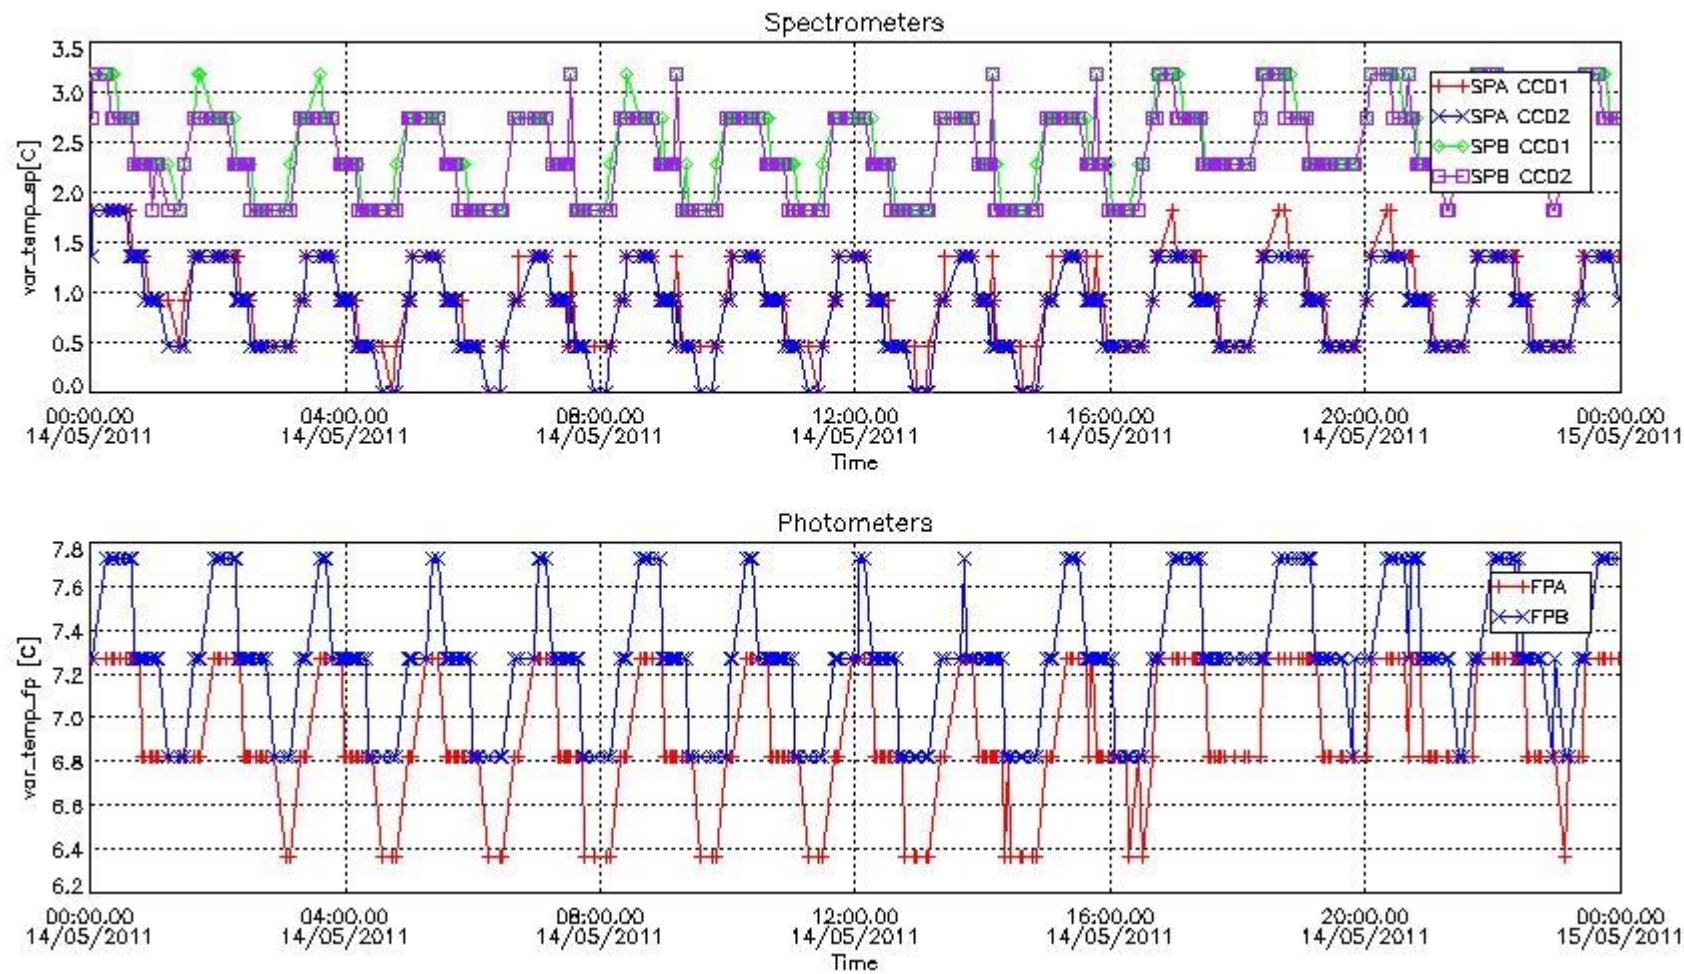 Spectrometers
3.5
3.0
2.5
2.0
1.5
1.0
0.5
0.0
var_temp_sp[C]
SPA CCD1
SPA CCD2
SPB CCD1
SPB CCD2
00:00.00 04:00.00 08:00.00 12:00.00 16:00.00 20:00.00 00:00.00
14/05/2011 14/05/2011 14/05/2011 14/05/2011 14/05/2011 14/05/2011 15/05/2011
Time
Photometers
7.8
7.6
7.4
7.2
7.0
6.8
6.6
6.4
6.2
var_temp_fp [C]
FPA
FPB
00:00.00 04:00.00 08:00.00 12:00.00 16:00.00 20:00.00 00:00.00
14/05/2011 14/05/2011 14/05/2011 14/05/2011 14/05/2011 14/05/2011 15/05/2011
Time